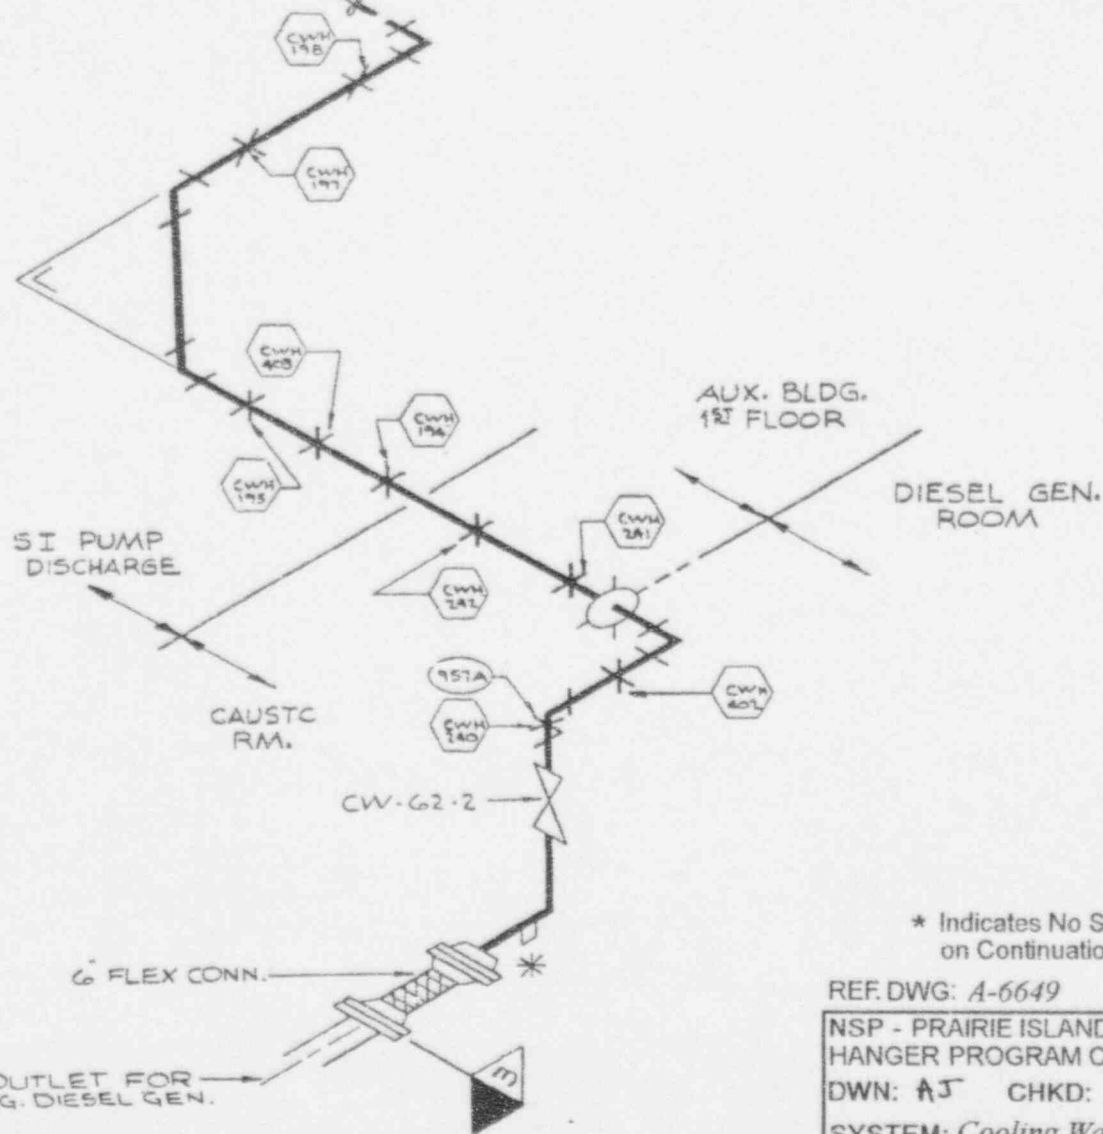 CWH
198
CWH
197
CWH
403
CWH
194
CWH
195
AUX. BLDG.
1ST FLOOR
DIESEL GEN.
ROOM
SI PUMP
DISCHARGE
CWH
241
CWH
242
957A
CWH
240
CWH
402
CAUSTC
RM.
CW-62-2
* Indicates No S
on Continuatio
6" FLEX CONN.
*
REF. DWG: A-6649
NSP - PRAIRIE ISLAND
HANGER PROGRAM C
OUTLET FOR
G. DIESEL GEN.
3
DWN: AJ CHKD:
SYSTEM: Cooling Wa